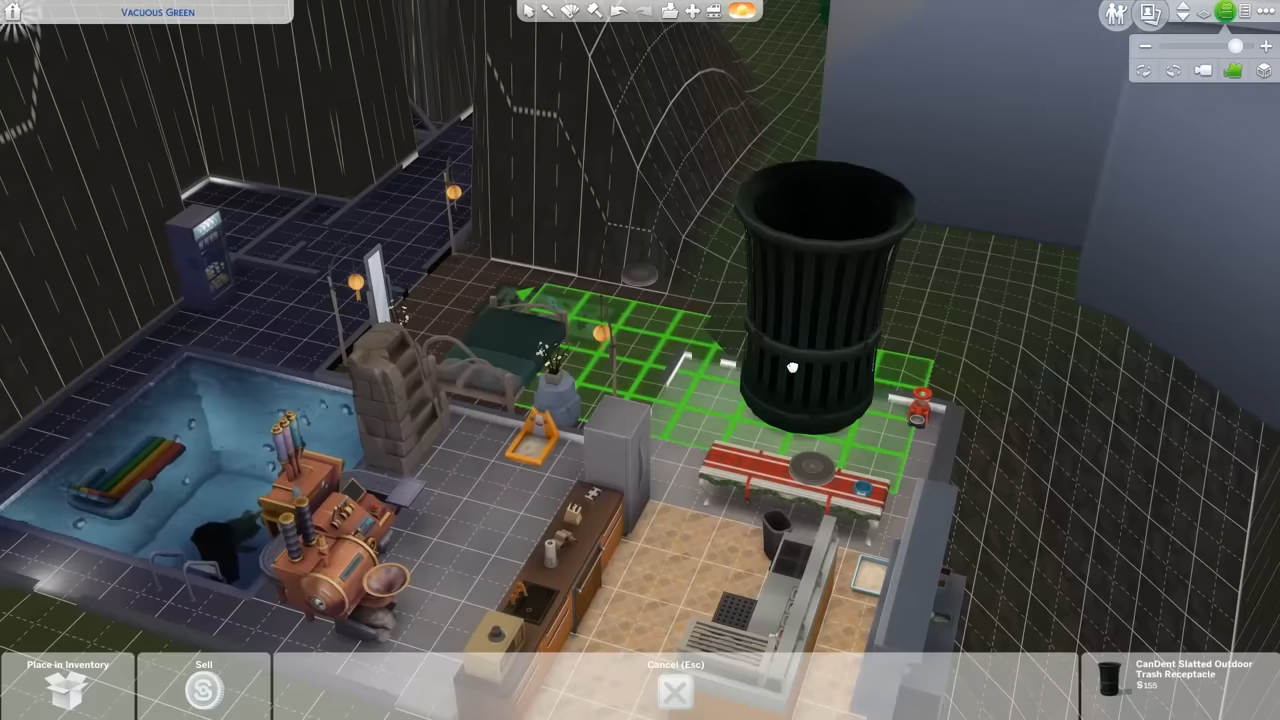 Vacuous Green
Place in Inventory
Sell
Cancel (Esc)
CanDent Slatted Outdoor
Trash Receptacle
§155